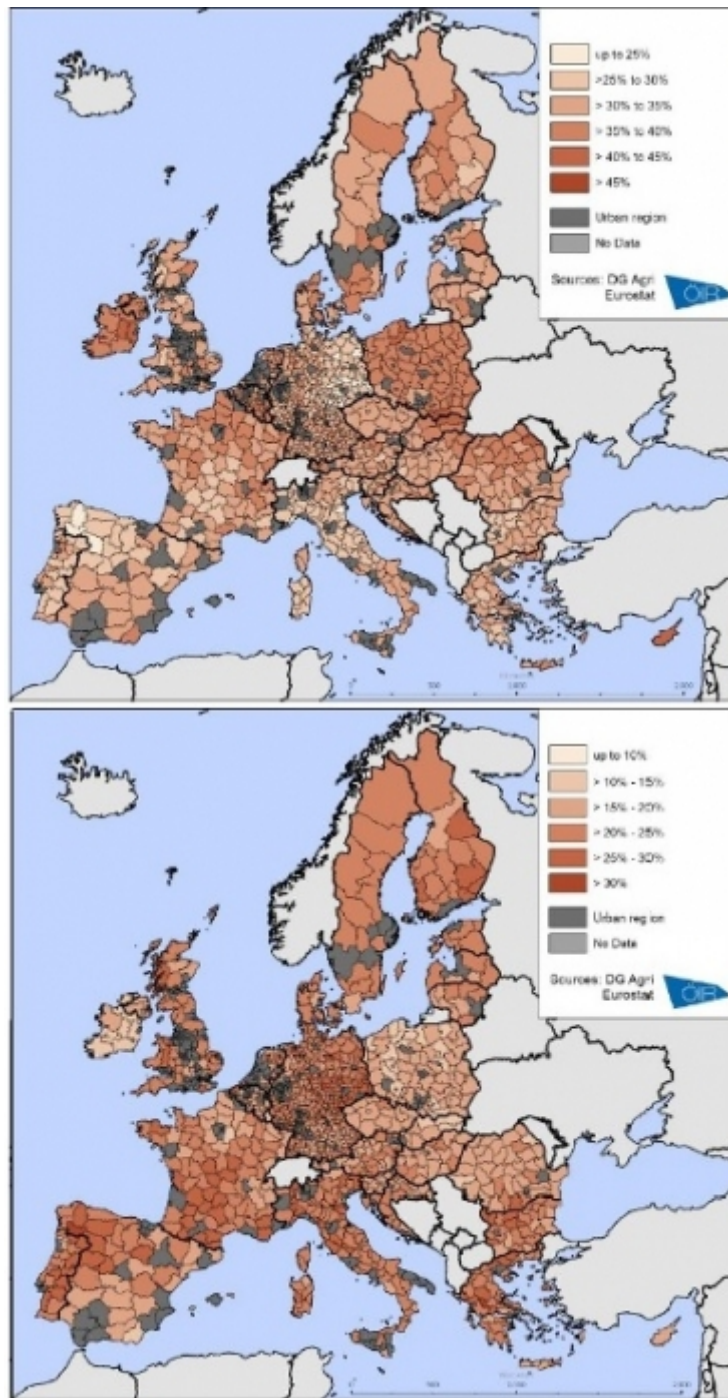 up to 25%
>25% to 30%
> 30% to 35%
> 35% to 40%
> 40% to 45%
> 45%
Urban region
No Data
Sources: DG Agri
Eurostat
ÖIR
0 500
up to 10%
> 10% - 15%
> 15% - 20%
> 20% - 25%
> 25% - 30%
> 30%
Urban region
No Data
Sources: DG Agri
Eurostat
ÖIR